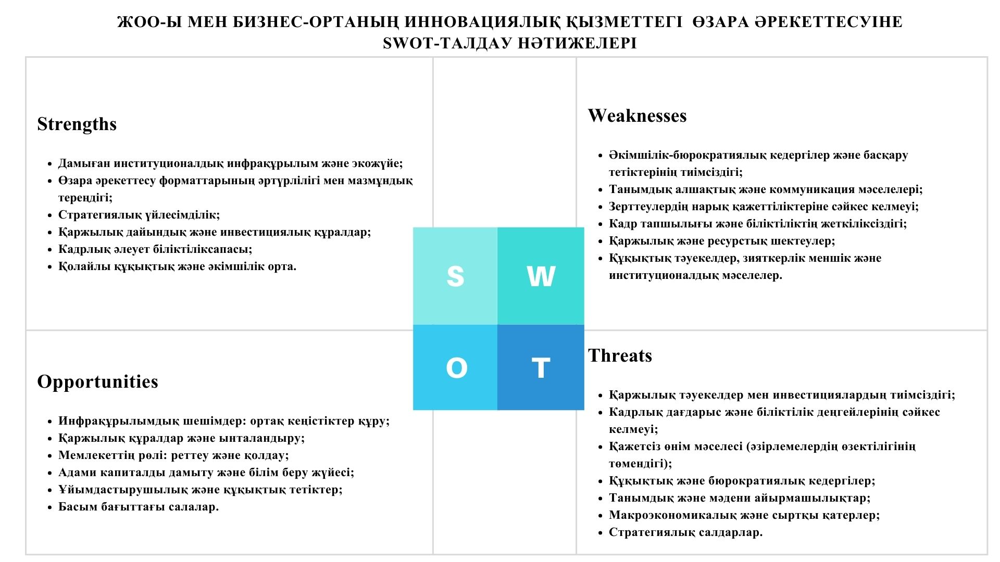 ЖОО-Ы МЕН БИЗНЕС-ОРТАНЫҢ ИННОВАЦИЯЛЫҚ ҚЫЗМЕТТЕГІ ӨЗАРА ӘРЕКЕТТЕСУІНЕ
SWOT-ТАЛДАУ НӘТИЖЕЛЕРІ
Strengths
• Дамыған институционалдық инфрақұрылым және экожүйе;
• Өзара әрекеттесу форматтарының әртүрлілігі мен мазмұндық
тереңдігі;
• Стратегиялық үйлесімділік;
• Қаржылық дайындық және инвестициялық құралдар;
• Кадрлық әлеует біліктіліксапасы;
• Қолайлы құқықтық және әкімшілік орта.
Weaknesses
• Әкімшілік-бюрократиялық кедергілер және басқару
тетіктерінің тиімсіздігі;
• Танымдық алшақтық және коммуникация мәселелері;
• Зерттеулердің нарық қажеттіліктеріне сәйкес келмеуі;
• Кадр тапшылығы және біліктіліктің жеткіліксіздігі;
• Қаржылық және ресурстық шектеулер;
• Құқықтық тәуекелдер, зияткерлік меншік және
институционалдық мәселелер.
S
W
O
T
Opportunities
• Инфрақұрылымдық шешімдер: ортақ кеңістіктер құру;
• Қаржылық құралдар және ынталандыру;
• Мемлекеттің рөлі: реттеу және қолдау;
• Адами капиталды дамыту және білім беру жүйесі;
• Ұйымдастырушылық және құқықтық тетіктер;
• Басым бағыттағы салалар.
Threats
• Қаржылық тәуекелдер мен инвестициялардың тиімсіздігі;
• Кадрлық дағдарыс және біліктілік деңгейлерінің сәйкес
келмеуі;
• Қажетсіз өнім мәселесі (әзірлемелердің өзектілігінің
төмендігі);
• Құқықтық және бюрократиялық кедергілер;
• Танымдық және мәдени айырмашылықтар;
• Макроэкономикалық және сыртқы қатерлер;
• Стратегиялық салдарлар.